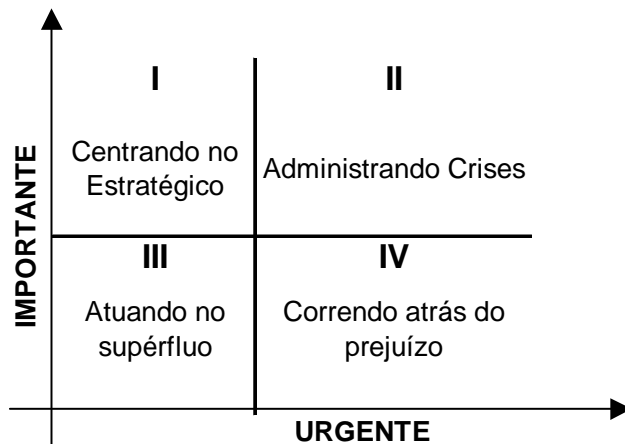 I
II
Centrando no
Estratégico
Administrando Crises
IMPORTANTE
III
IV
Atuando no
supérfluo
Correndo atrás do
prejuízo
URGENTE